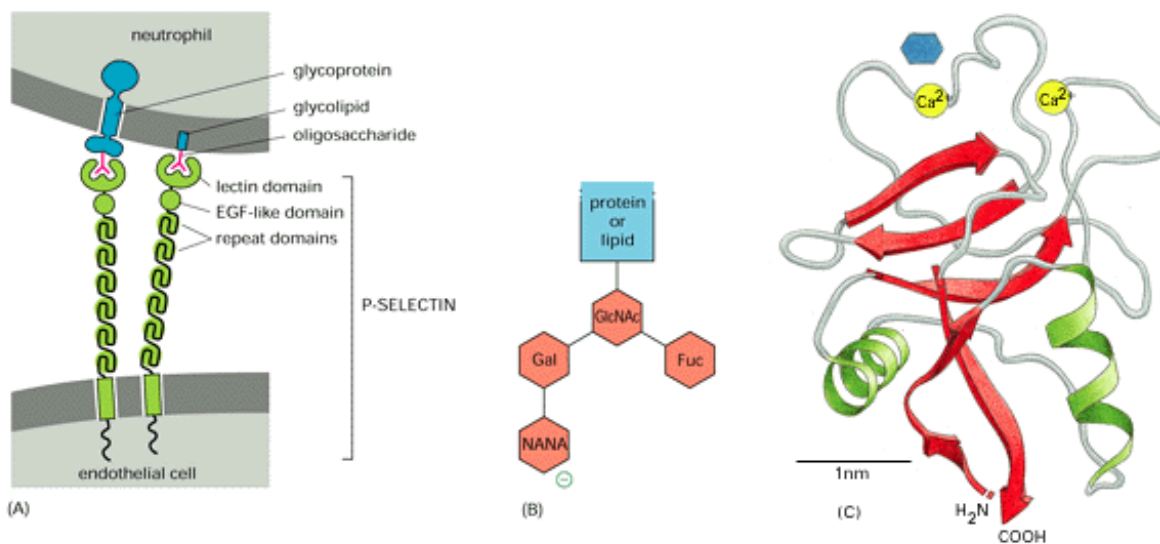 neutrophil
glycoprotein
glycolipid
oligosaccharide
lectin domain
EGF-like domain
repeat domains
P-SELECTIN
endothelial cell
(A)
protein
or
lipid
GlcNAc
Gal
Fuc
NANA
−
(B)
Ca2+
Ca2+
1nm
H2N
COOH
(C)